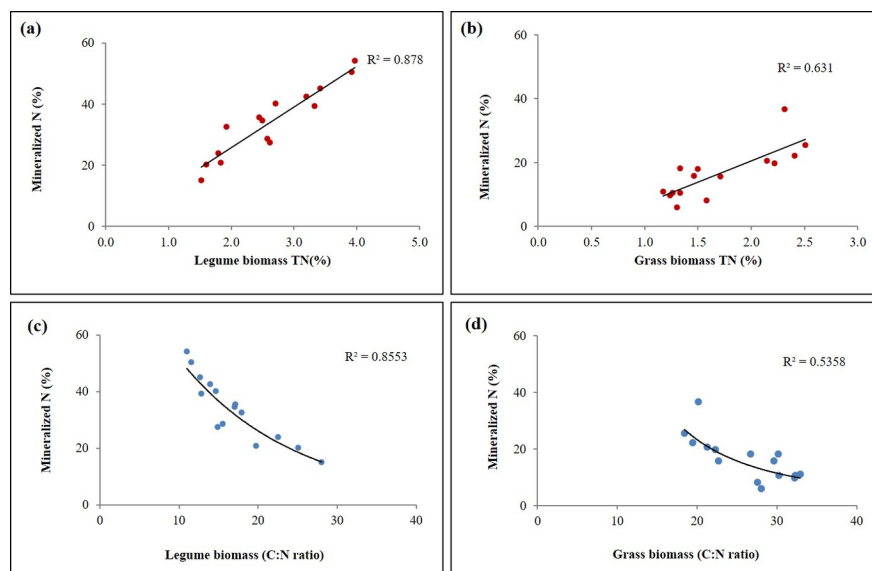 (a)
60
40
20
0
Mineralized N (%)
R² = 0.878
0.0 1.0 2.0 3.0 4.0 5.0
Legume biomass TN(%)
(b)
60
40
20
0
Mineralized N (%)
R² = 0.631
0.0 0.5 1.0 1.5 2.0 2.5 3.0
Grass biomass TN (%)
(c)
60
40
20
0
Mineralized N (%)
R² = 0.8553
0 10 20 30 40
Legume biomass (C:N ratio)
(d)
60
40
20
0
Mineralized N (%)
R² = 0.5358
0 10 20 30 40
Grass biomass (C:N ratio)